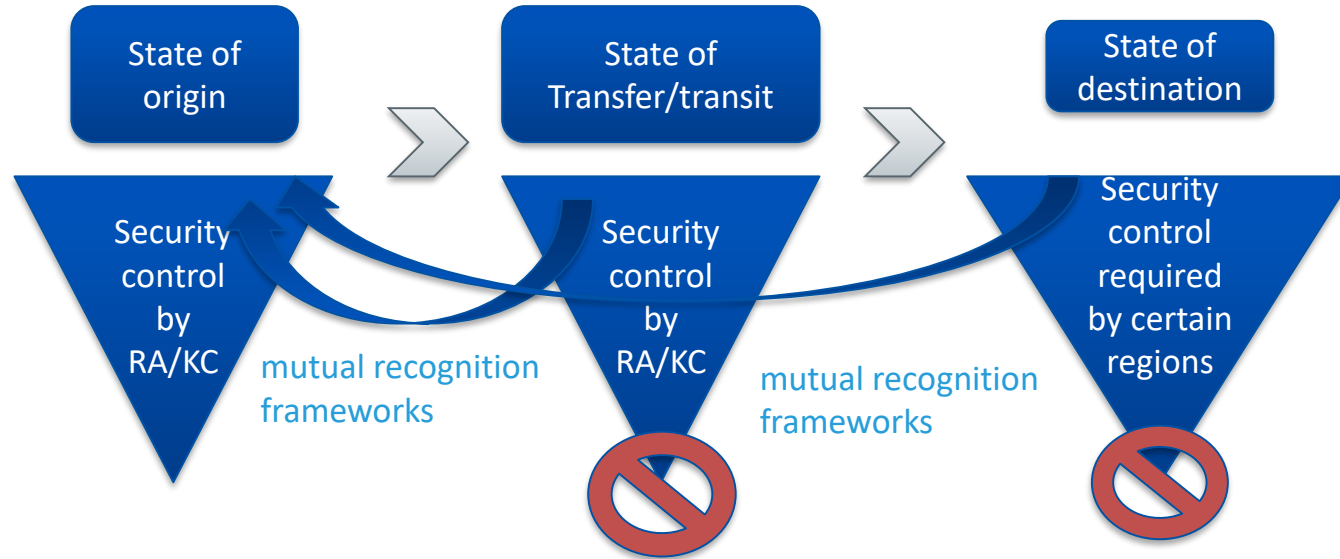 State of
origin
State of
Transfer/transit
State of
destination
Security
control
by
RA/KC
mutual recognition
frameworks
Security
control
by
RA/KC
mutual recognition
frameworks
Security
control
required
by certain
regions